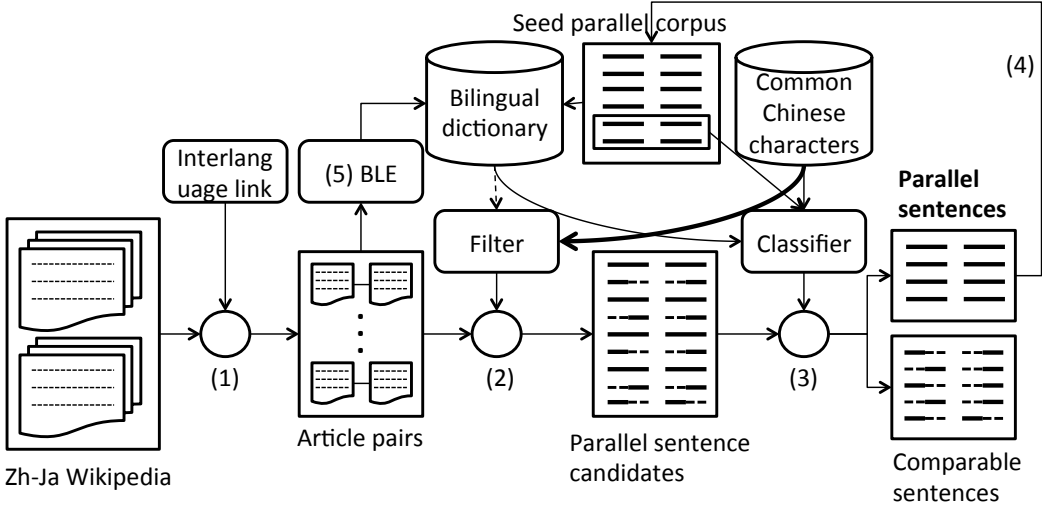 Seed parallel corpus
(4)
Bilingual
dictionary
Common
Chinese
characters
Interlang
uage link
(5) BLE
Parallel
sentences
Filter
Classifier
(1)
(2)
(3)
Article pairs
Parallel sentence
candidates
Zh-Ja Wikipedia
Comparable
sentences